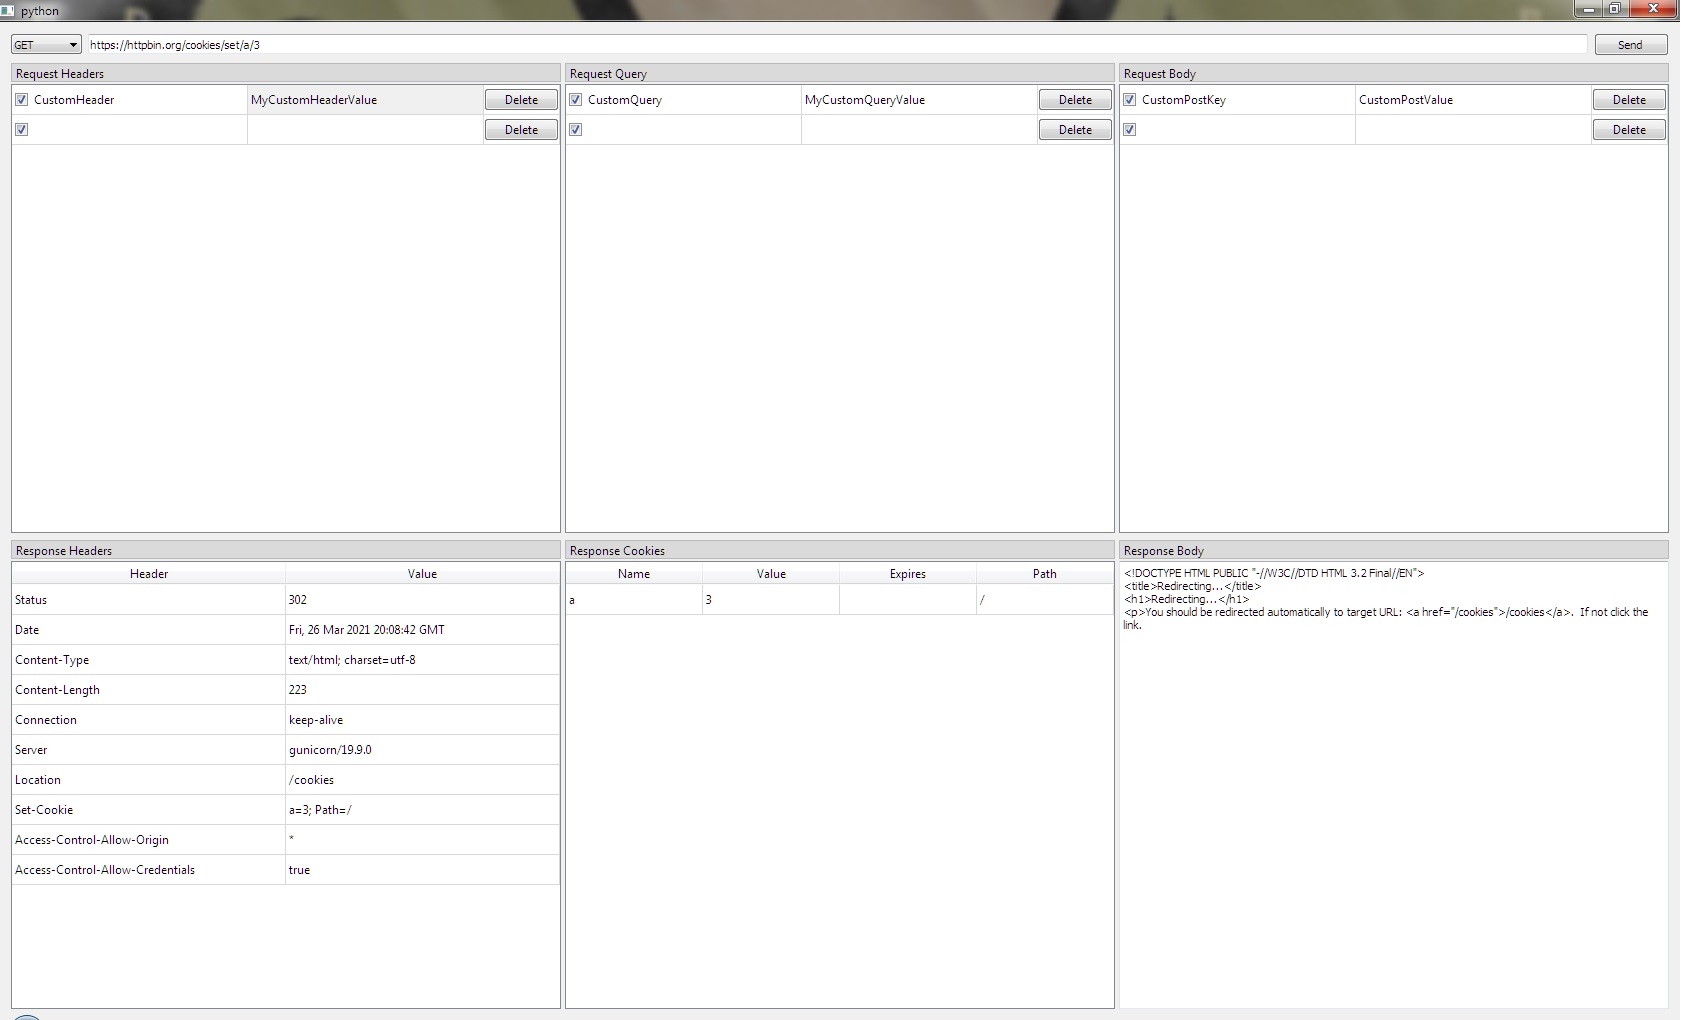 python
GET https://httpbin.org/cookies/set/a/3 Send
Request Headers Request Query Request Body
CustomHeader MyCustomHeaderValue Delete CustomQuery MyCustomQueryValue Delete CustomPostKey CustomPostValue Delete
Delete Delete Delete
Response Headers
Header Value
Status 302
Date Fri, 26 Mar 2021 20:08:42 GMT
Content-Type text/html; charset=utf-8
Content-Length 223
Connection keep-alive
Server gunicorn/19.9.0
Location /cookies
Set-Cookie a=3; Path=/
Access-Control-Allow-Origin *
Access-Control-Allow-Credentials true
Response Cookies
Name Value Expires Path
a 3 /
Response Body
<!DOCTYPE HTML PUBLIC "-//W3C//DTD HTML 3.2 Final//EN">
<title>Redirecting...</title>
<h1>Redirecting...</h1>
<p>You should be redirected automatically to target URL: <a href="/cookies">/cookies</a>.  If not click the
link.